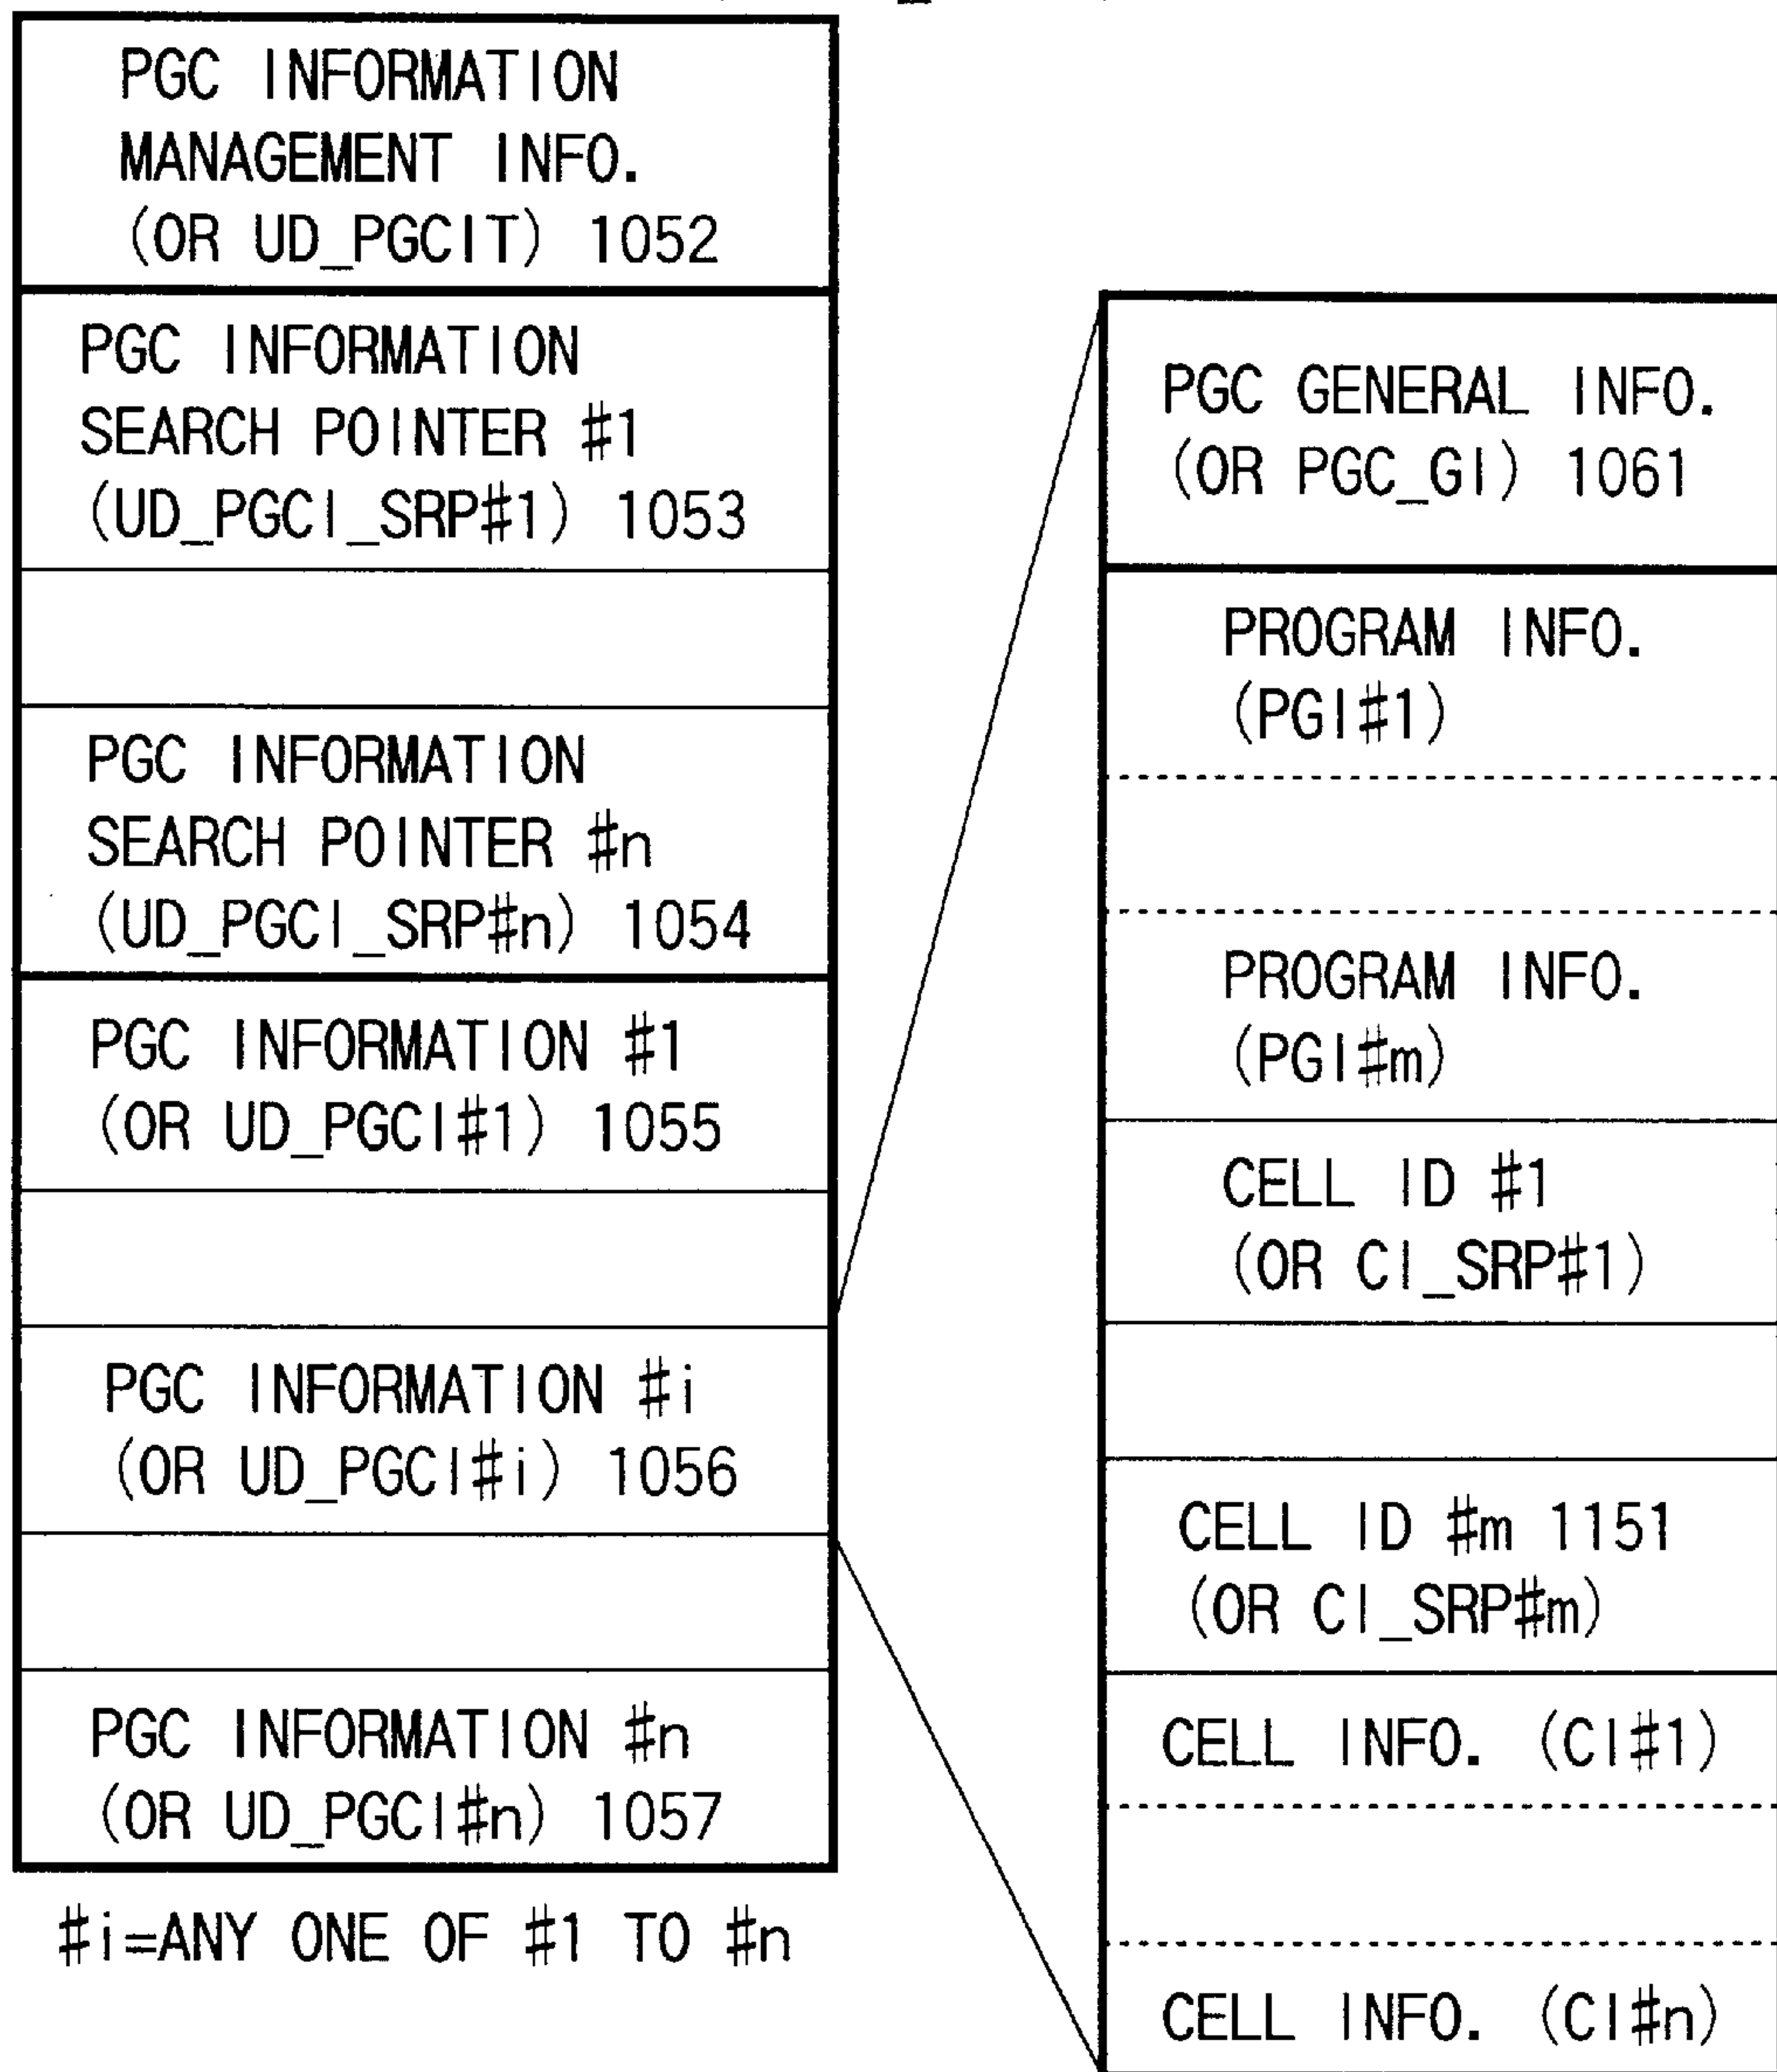 PGC INFORMATION
MANAGEMENT INFO.
(OR UD_PGCIT) 1052
PGC INFORMATION
SEARCH POINTER #1
(UD_PGCI_SRP#1) 1053
PGC INFORMATION
SEARCH POINTER #n
(UD_PGCI_SRP#n) 1054
PGC INFORMATION #1
(OR UD_PGCI#1) 1055
PGC INFORMATION #i
(OR UD_PGCI#i) 1056
PGC INFORMATION #n
(OR UD_PGCI#n) 1057
#i=ANY ONE OF #1 TO #n
PGC GENERAL INFO.
(OR PGC_GI) 1061
PROGRAM INFO.
(PGI#1)
PROGRAM INFO.
(PGI#m)
CELL ID #1
(OR CI_SRP#1)
CELL ID #m 1151
(OR CI_SRP#m)
CELL INFO. (CI#1)
CELL INFO. (CI#n)